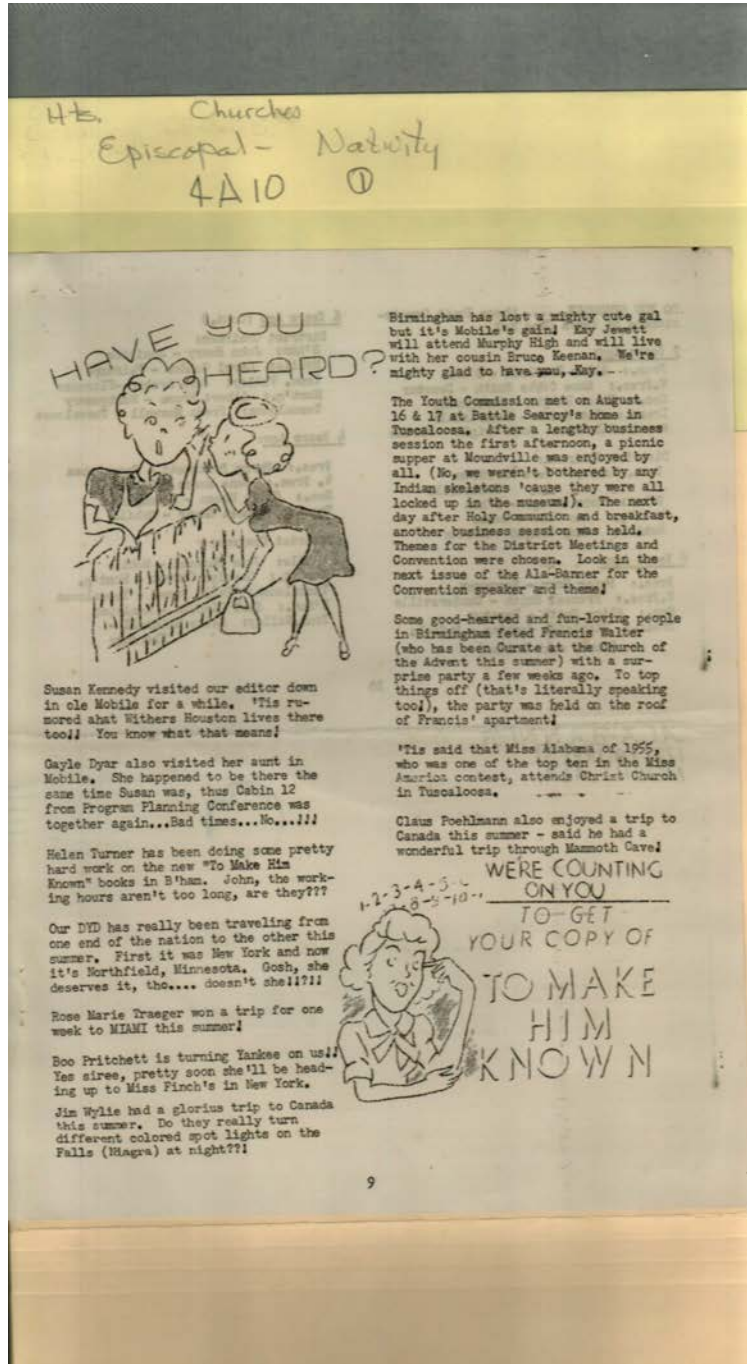 Hts. Churches
Episcopal - Nativity
4A10 ①
HAVE YOU
HEARD?
Susan Kennedy visited our editor down
in ole Mobile for a while. 'Tis ru-
mored ahat Withers Houston lives there
too!! You know what that means!
Gayle Dyar also visited her aunt in
Mobile. She happened to be there the
same time Susan was, thus Cabin 12
from Program Planning Conference was
together again...Bad times...No...!!!
Helen Turner has been doing some pretty
hard work on the new "To Make Him
Known" books in B'ham. John, the work-
ing hours aren't too long, are they???
Our DYD has really been traveling from
one end of the nation to the other this
summer. First it was New York and now
it's Northfield, Minnesota. Gosh, she
deserves it, tho.... doesn't she!!?!!
Rose Marie Traeger won a trip for one
week to MIAMI this summer!
Boo Pritchett is turning Yankee on us!!
Yes siree, pretty soon she'll be head-
ing up to Miss Finch's in New York.
Jim Wylie had a glorius trip to Canada
this summer. Do they really turn
different colored spot lights on the
Falls (Niagra) at night??!
Birmingham has lost a mighty cute gal
but it's Mobile's gain! Kay Jewett
will attend Murphy High and will live
with her cousin Bruce Keenan. We're
mighty glad to have you, Kay.
The Youth Commission met on August
16 & 17 at Battle Searcy's home in
Tuscaloosa. After a lengthy business
session the first afternoon, a picnic
supper at Moundville was enjoyed by
all. (No, we weren't bothered by any
Indian skeletons 'cause they were all
locked up in the museum!). The next
day after Holy Communion and breakfast,
another business session was held.
Themes for the District Meetings and
Convention were chosen. Look in the
next issue of the Ala-Banner for the
Convention speaker and theme!
Some good-hearted and fun-loving people
in Birmingham feted Francis Walter
(who has been Curate at the Church of
the Advent this summer) with a sur-
prise party a few weeks ago. To top
things off (that's literally speaking
too!), the party was held on the roof
of Francis' apartment!
'Tis said that Miss Alabama of 1955,
who was one of the top ten in the Miss
America contest, attends Christ Church
in Tuscaloosa.
Claus Poehlmann also enjoyed a trip to
Canada this summer - said he had a
wonderful trip through Mammoth Cave!
WERE COUNTING
ON YOU
1-2-3-4-5-6
-8-9-10-
TO GET
YOUR COPY OF
TO MAKE
HIM
KNOWN
9